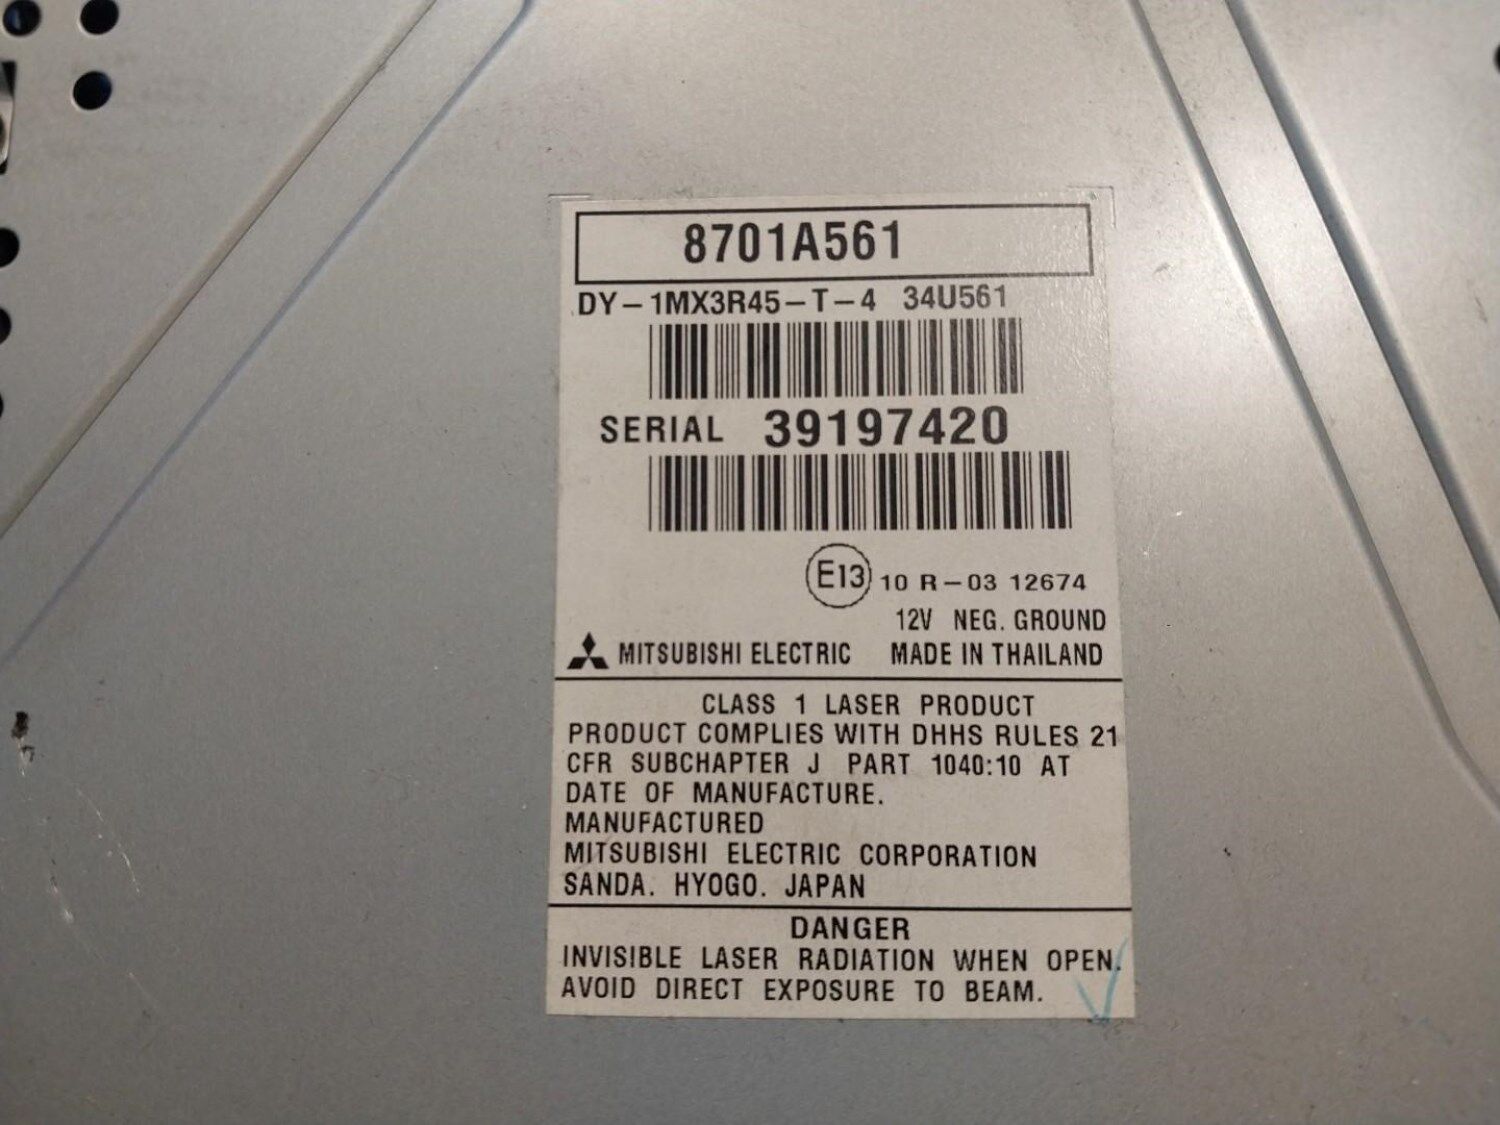 8701A561
DY-1MX3R45-T-4 34U561
SERIAL 39197420
E13 10 R-03 12674
12V NEG. GROUND
MITSUBISHI ELECTRIC MADE IN THAILAND
CLASS 1 LASER PRODUCT
PRODUCT COMPLIES WITH DHHS RULES 21
CFR SUBCHAPTER J PART 1040:10 AT
DATE OF MANUFACTURE.
MANUFACTURED
MITSUBISHI ELECTRIC CORPORATION
SANDA. HYOGO. JAPAN
DANGER
INVISIBLE LASER RADIATION WHEN OPEN.
AVOID DIRECT EXPOSURE TO BEAM.